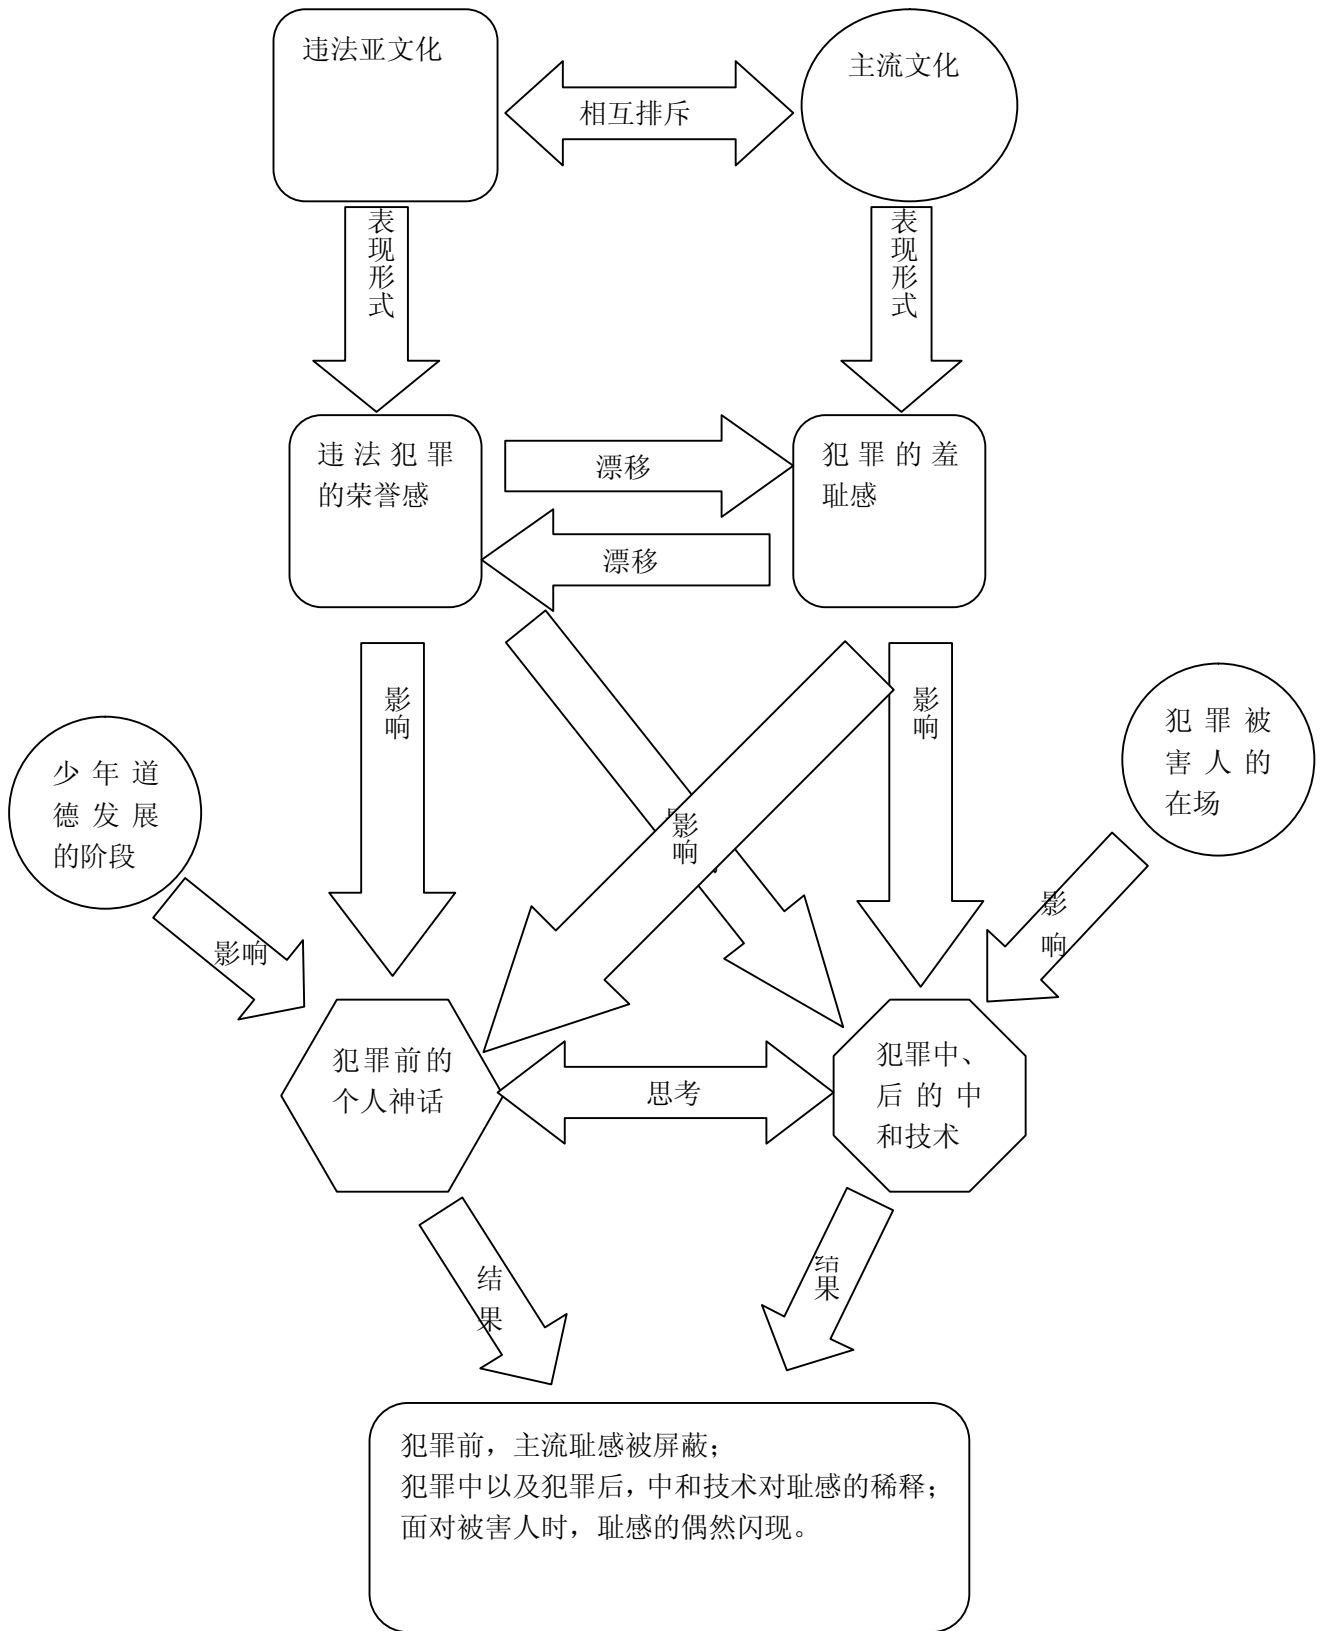 违法亚文化
主流文化
相互排斥
表现形式
表现形式
违法犯罪
的荣誉感
漂移
犯罪的羞
耻感
漂移
影响
影响
犯罪被
害人的
在场
少年道
德发展
的阶段
影响
影响
影响
犯罪前的
个人神话
思考
犯罪中、
后的中
和技术
结
果
结果
犯罪前，主流耻感被屏蔽；
犯罪中以及犯罪后，中和技术对耻感的稀释；
面对被害人时，耻感的偶然闪现。